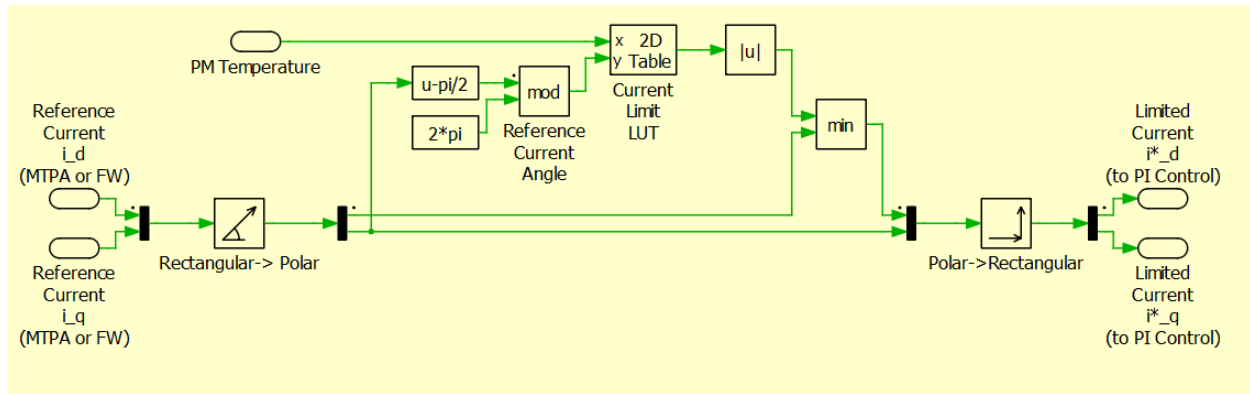 PM Temperature
x 2D
y Table
Current
Limit
LUT
|u|
u-pi/2
2*pi
mod
Reference
Current
Angle
min
Reference
Current
i_d
(MTPA or FW)
Reference
Current
i_q
(MTPA or FW)
Rectangular-> Polar
Polar->Rectangular
Limited
Current
i*_d
(to PI Control)
Limited
Current
i*_q
(to PI Control)